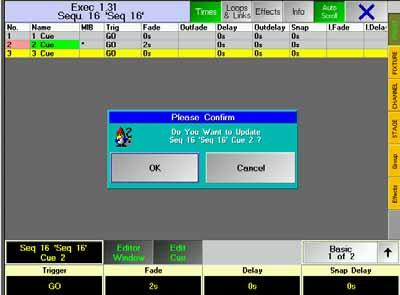 Exec 1.31
Sequ. 16 'Seq 16'
Times
Loops & Links
Effects
Info
Auto Scroll
No. Name MIB Trig Fade Outfade Delay Outdelay Snap I.Fade I.Delay
1 1 Cue GO 0s 0s 0s
2 2 Cue * GO 2s 0s 0s
3 3 Cue GO 0s 0s 0s
FIXTURE
CHANNEL
STAGE
Group
Effects
Please Confirm
Do You Want to Update
Seq 16 'Seq 16' Cue 2 ?
OK
Cancel
Seq 16 'Seq 16'
Cue 2
Editor Window
Edit Cue
Basic
1 of 2
Trigger Fade Delay Snap Delay
GO 2s 0s 0s